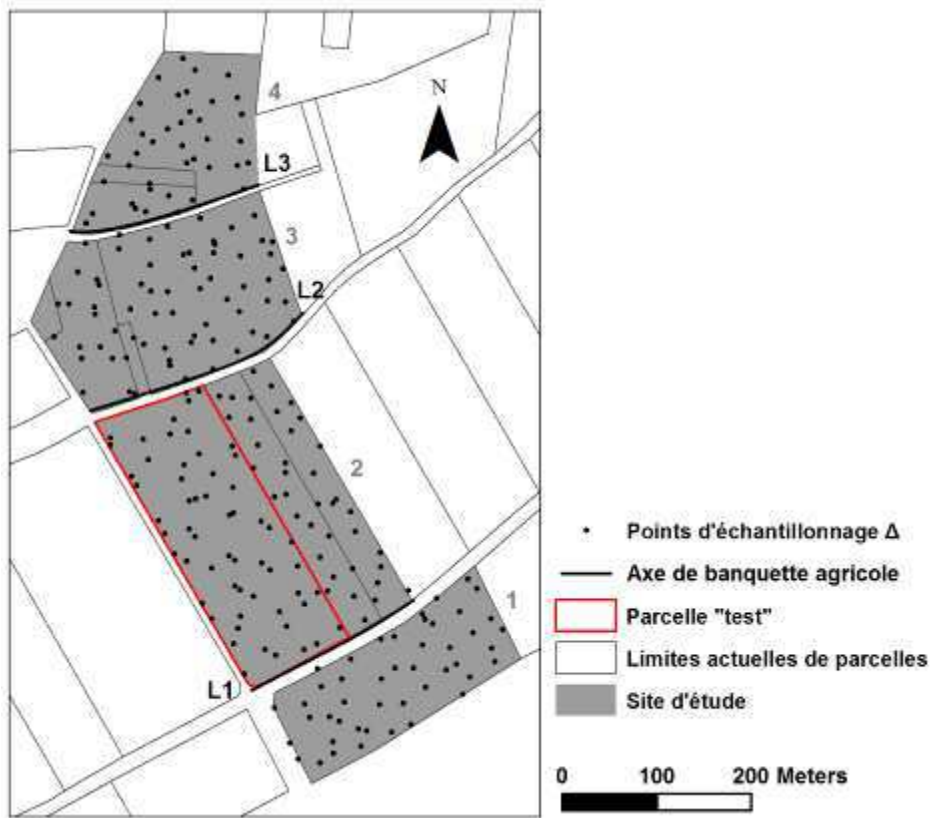 4
N
L3
3
L2
2
1
L1
Points d'échantillonnage Δ
Axe de banquette agricole
Parcelle "test"
Limites actuelles de parcelles
Site d'étude
0 100 200 Meters